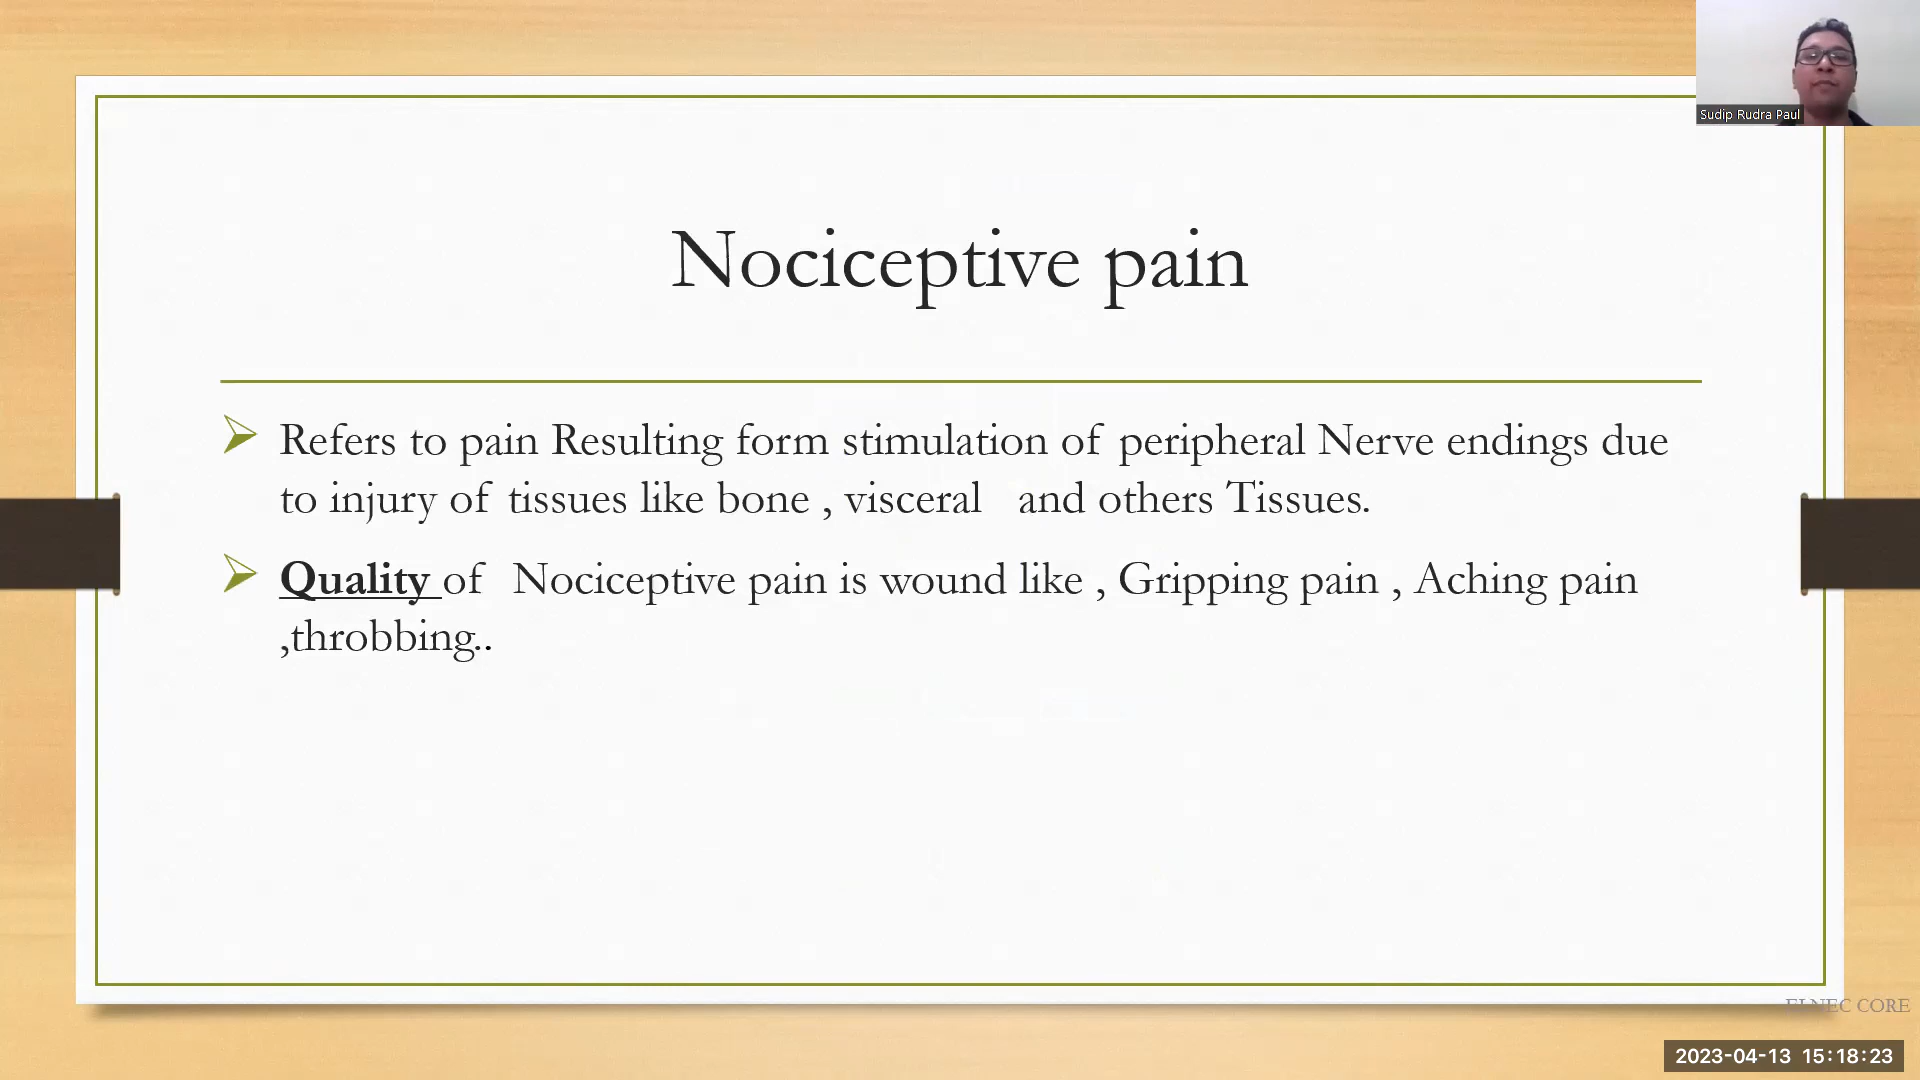 Sudip Rudra Paul
Nociceptive pain
Refers to pain Resulting form stimulation of peripheral Nerve endings due
to injury of tissues like bone , visceral and others Tissues.
Quality of Nociceptive pain is wound like , Gripping pain , Aching pain
,throbbing..
ELNEC CORE
2023-04-13 15:18:23